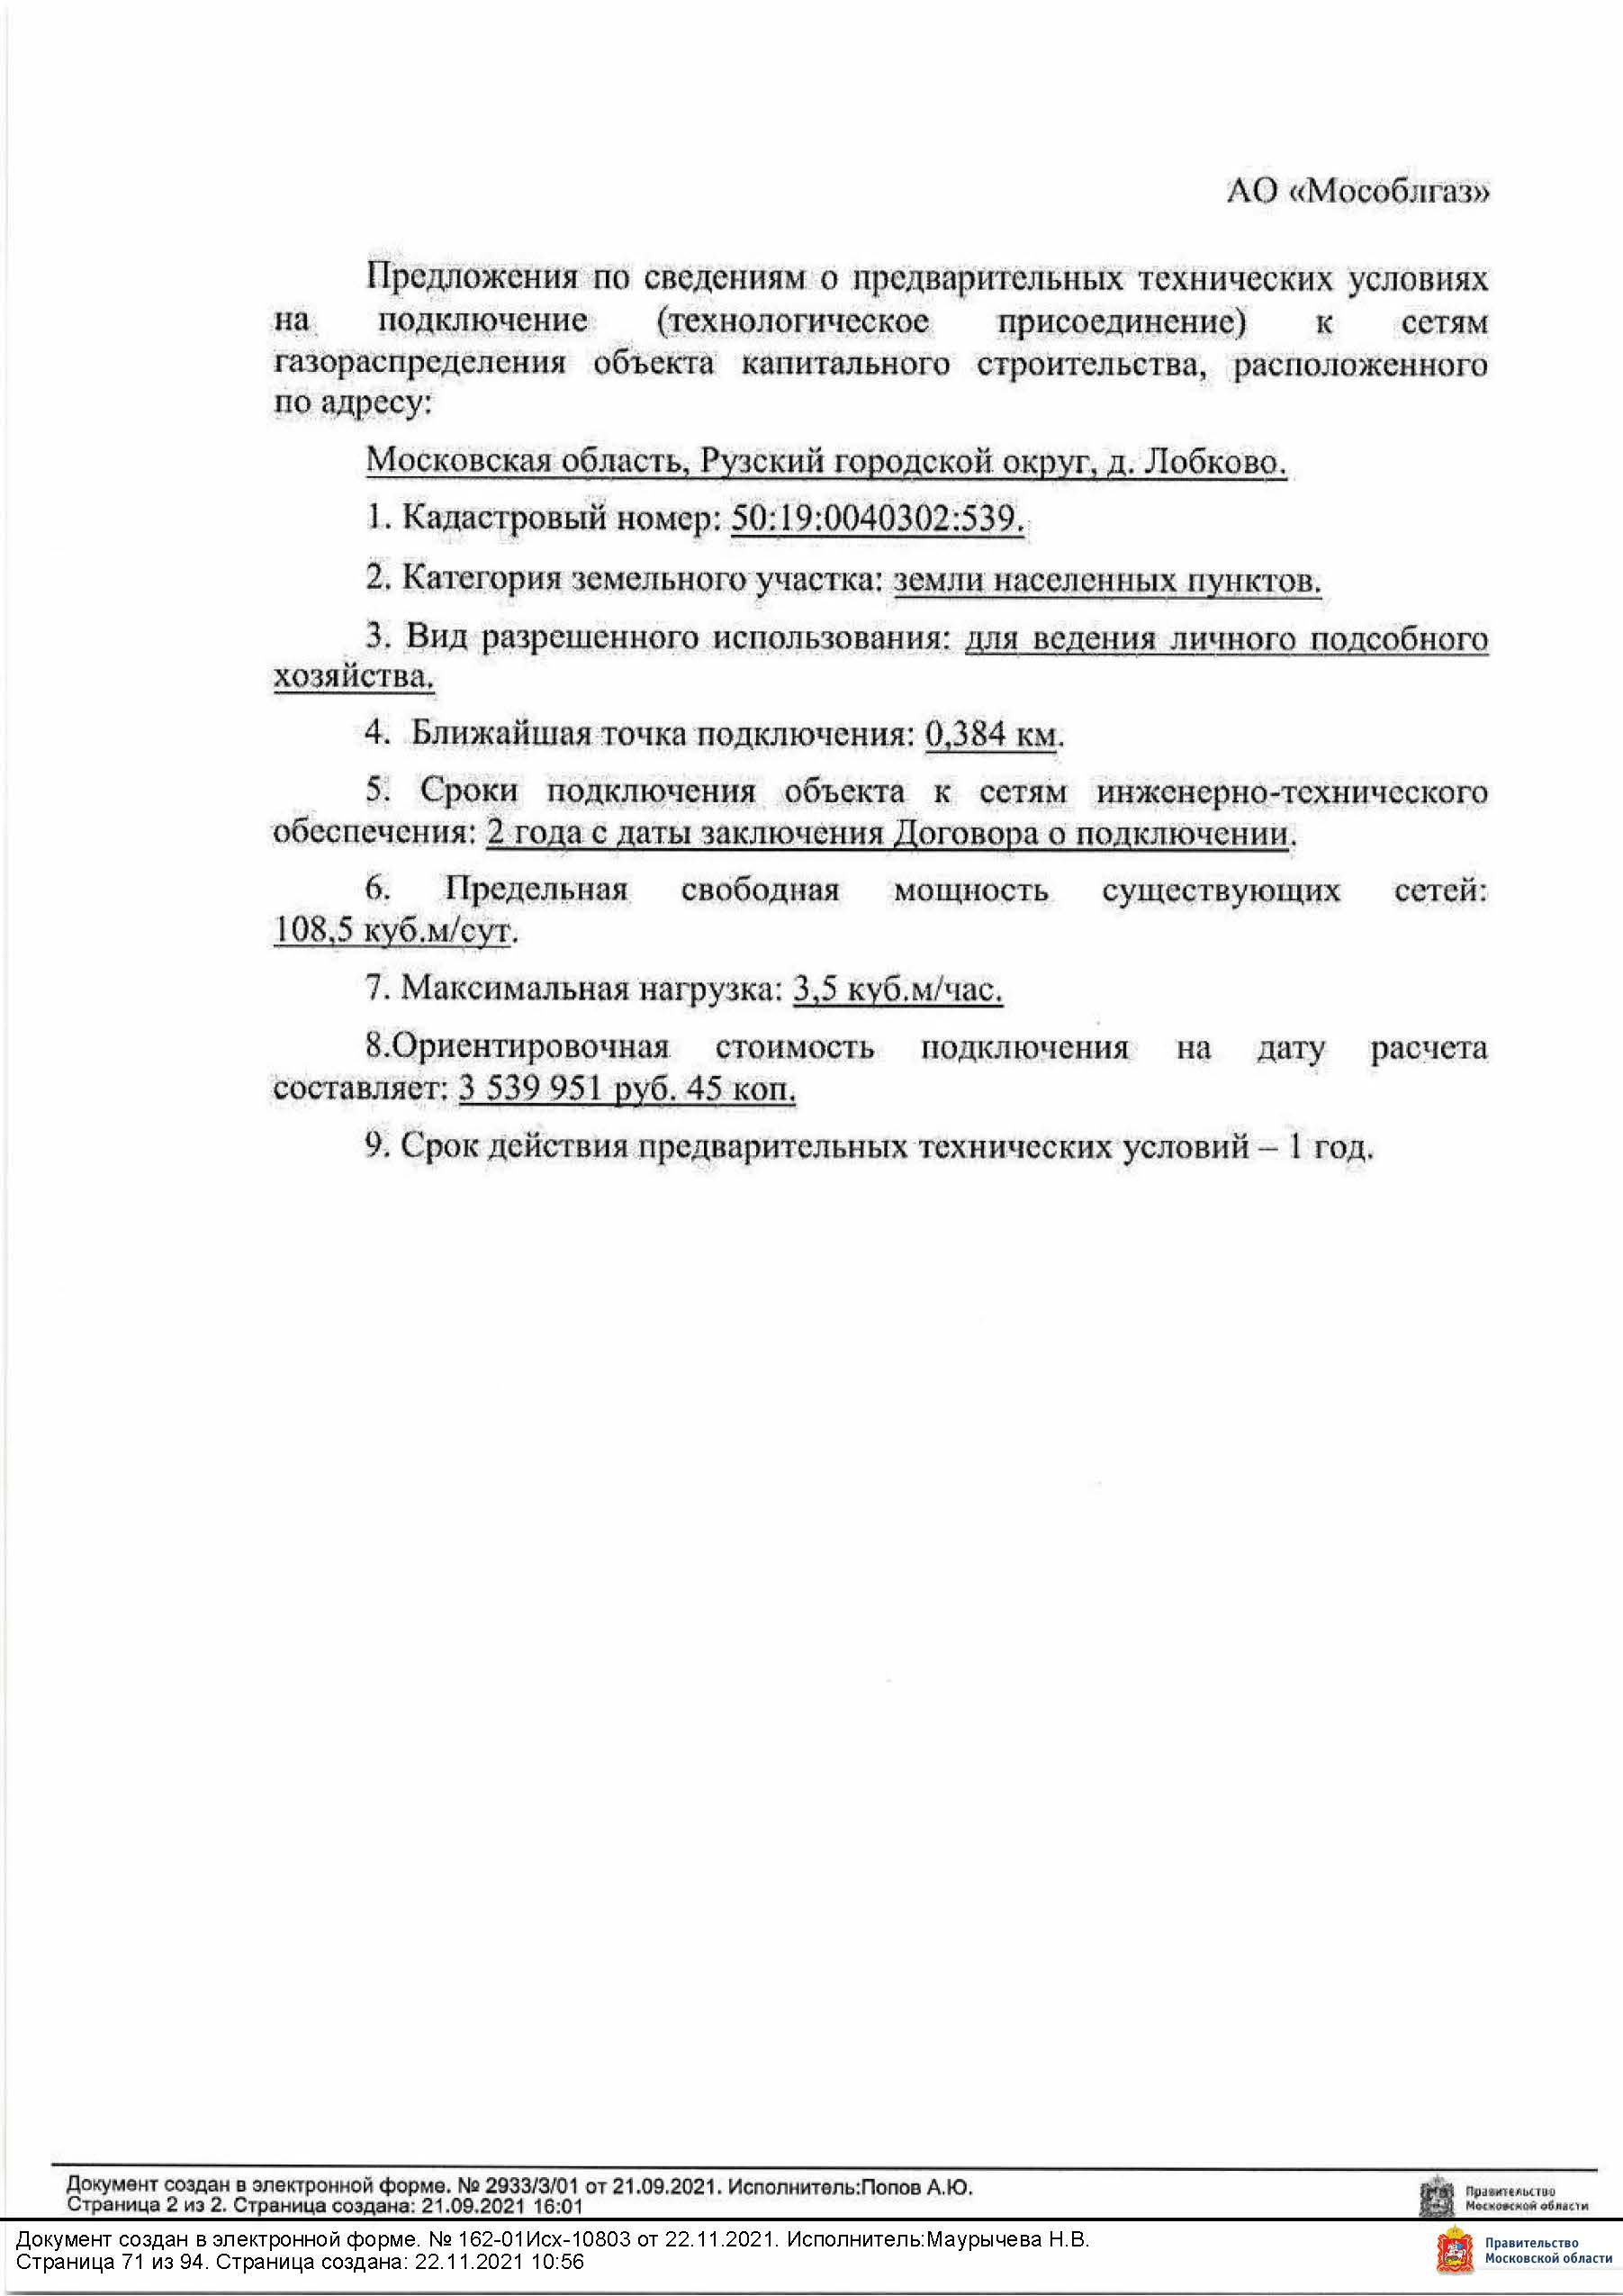 АО «Мособлгаз»
Предложения по сведениям о предварительных технических условиях
на подключение (технологическое присоединение) к сетям
газораспределения объекта капитального строительства, расположенного
по адресу:
Московская область, Рузский городской округ, д. Лобково.
1. Кадастровый номер: 50:19:0040302:539.
2. Категория земельного участка: земли населенных пунктов.
3. Вид разрешенного использования: для ведения личного подсобного
хозяйства.
4. Ближайшая точка подключения: 0,384 км.
5. Сроки подключения объекта к сетям инженерно-технического
обеспечения: 2 года с даты заключения Договора о подключении.
6. Предельная свободная мощность существующих сетей:
108,5 куб.м/сут.
7. Максимальная нагрузка: 3,5 куб.м/час.
8.Ориентировочная стоимость подключения на дату расчета
составляет: 3 539 951 руб. 45 коп.
9. Срок действия предварительных технических условий – 1 год.
Документ создан в электронной форме. № 2933/3/01 от 21.09.2021. Исполнитель:Попов А.Ю.
Страница 2 из 2. Страница создана: 21.09.2021 16:01
Правительство
Московской области
Документ создан в электронной форме. № 162-01Исх-10803 от 22.11.2021. Исполнитель:Маурычева Н.В.
Страница 71 из 94. Страница создана: 22.11.2021 10:56
Правительство
Московской области